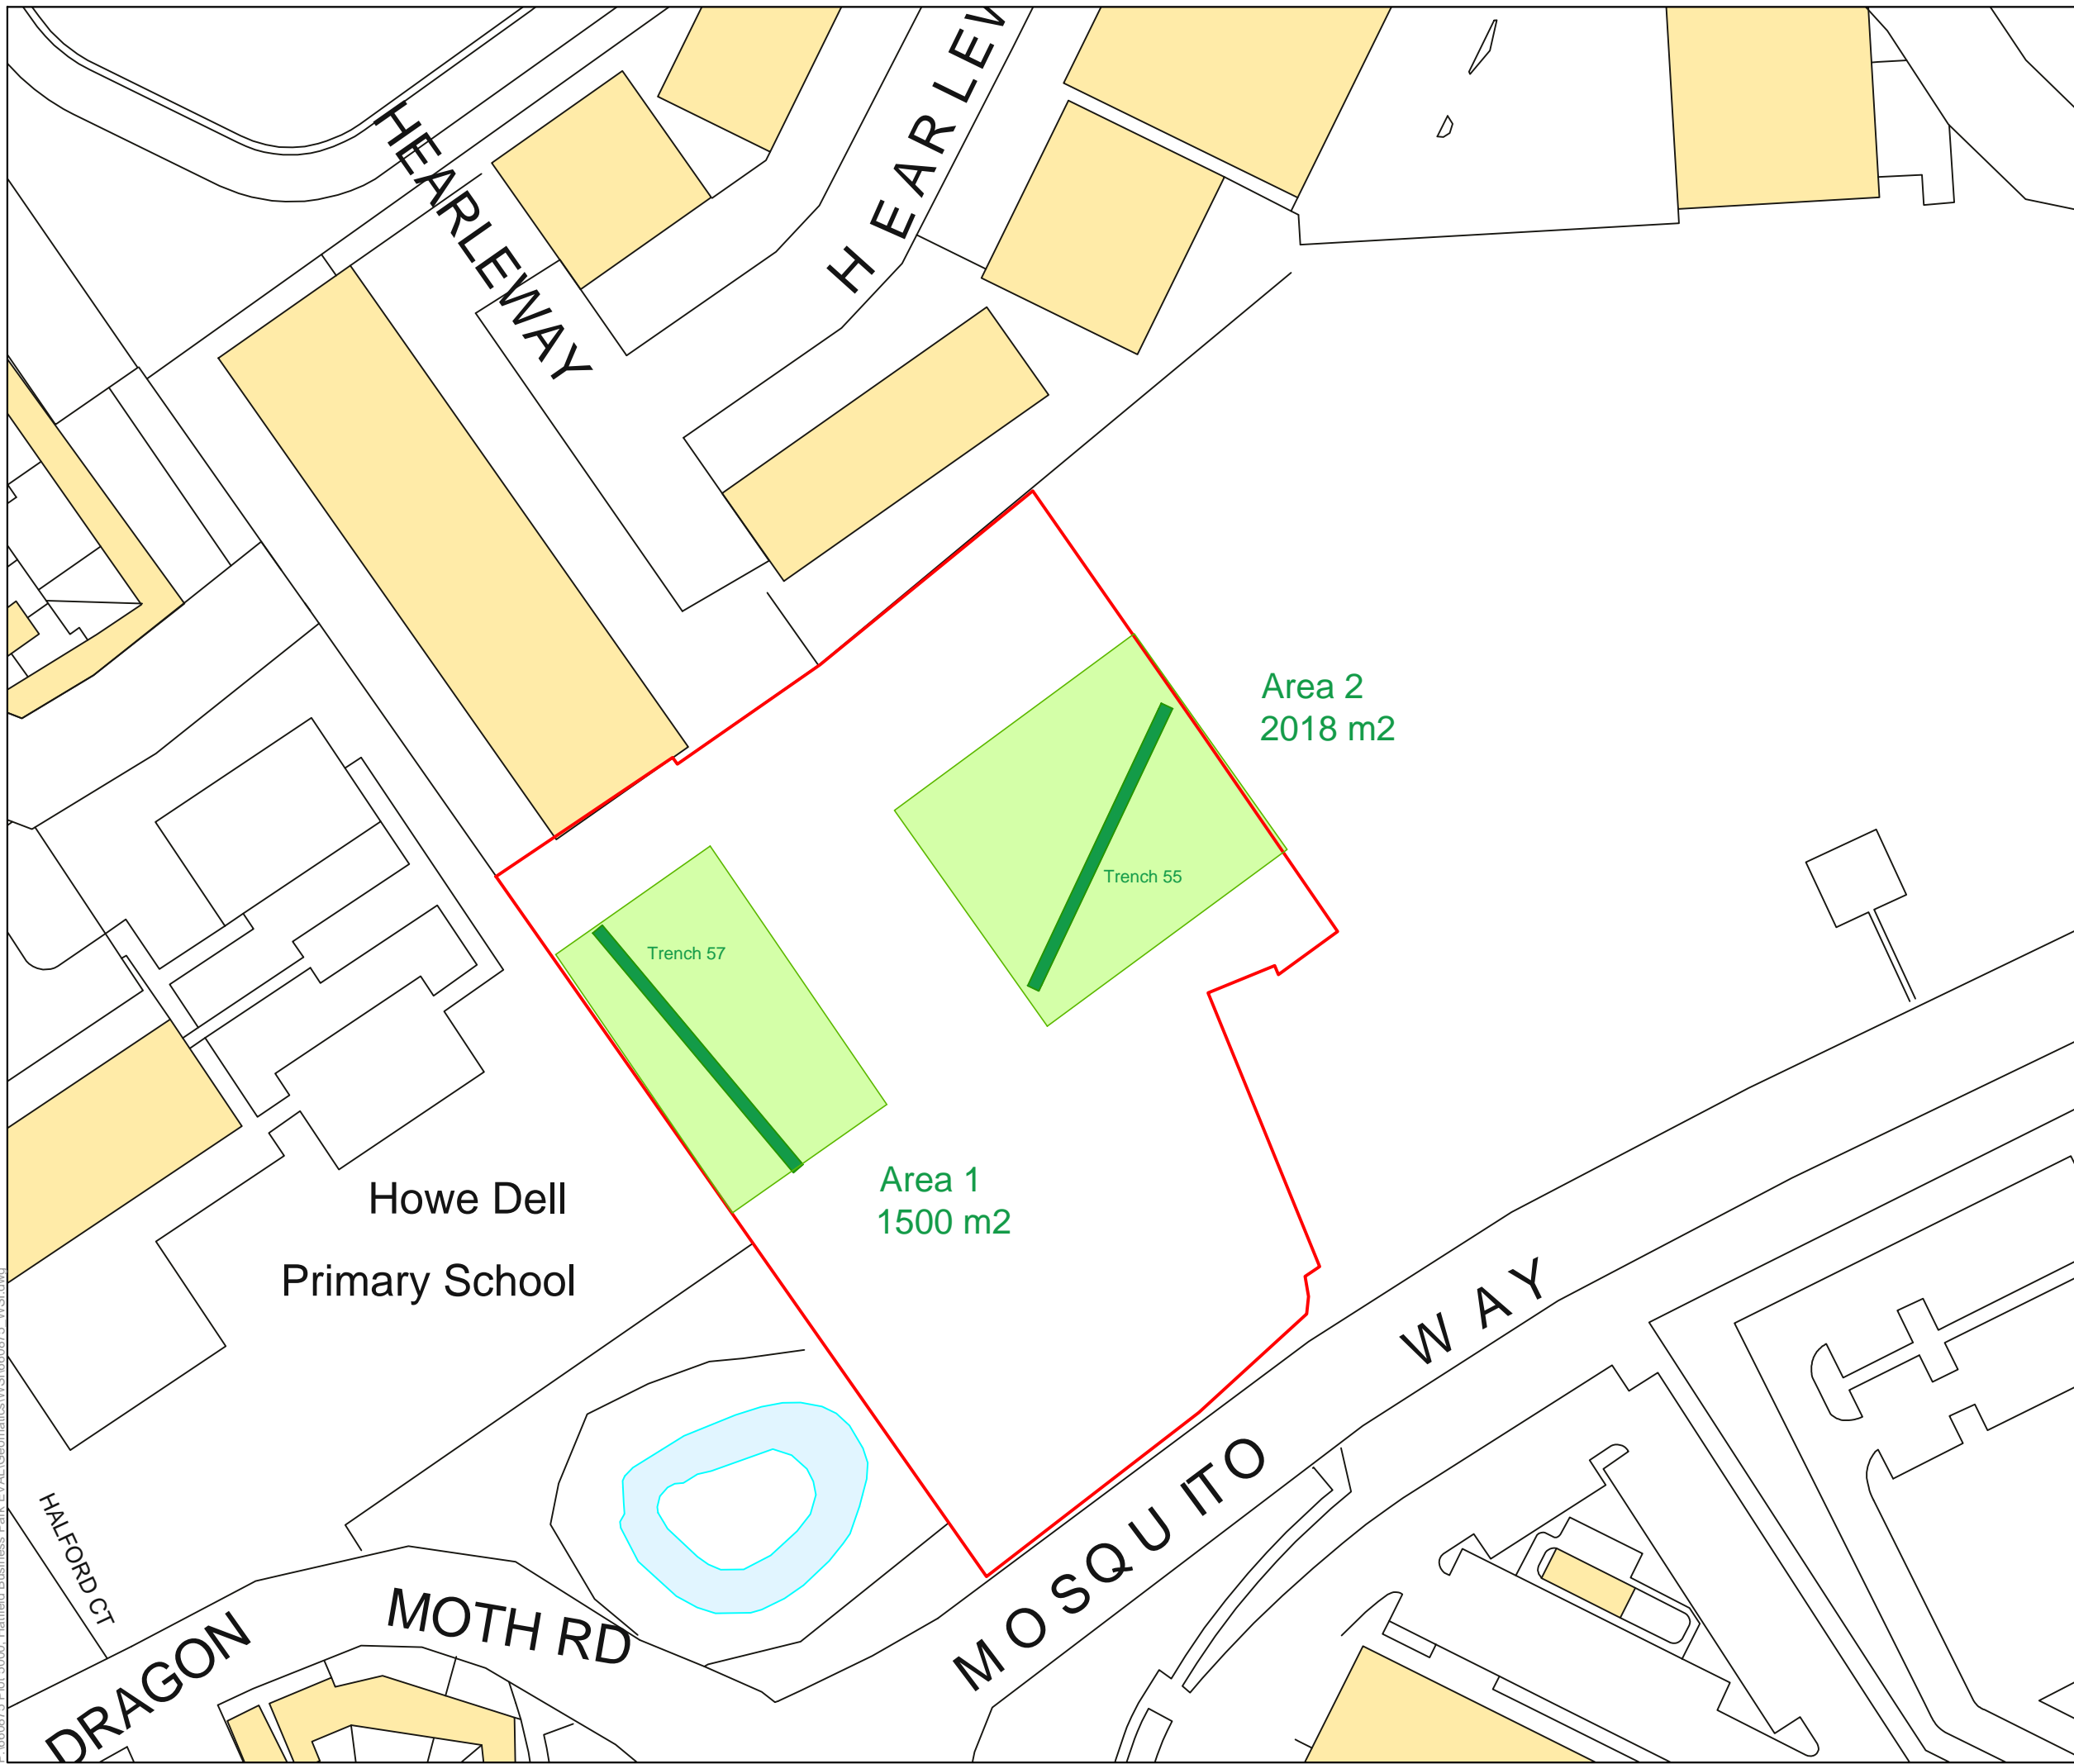 HEARLEWAY
HEARLEW
Area 2
2018 m2
Trench 55
Trench 57
Area 1
1500 m2
Howe Dell
Primary School
MOSQUITO WAY
HALFORD CT
DRAGON
MOTH RD